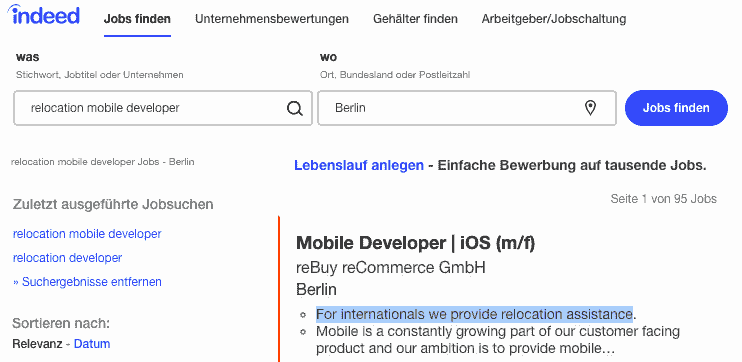 indeed
Jobs finden Unternehmensbewertungen Gehälter finden Arbeitgeber/Jobschaltung
was
Stichwort, Jobtitel oder Unternehmen
relocation mobile developer
wo
Ort, Bundesland oder Postleitzahl
Berlin
Jobs finden
relocation mobile developer Jobs - Berlin
Zuletzt ausgeführte Jobsuchen
relocation mobile developer
relocation developer
» Suchergebnisse entfernen
Sortieren nach:
Relevanz - Datum
Lebenslauf anlegen - Einfache Bewerbung auf tausende Jobs.
Seite 1 von 95 Jobs
Mobile Developer | iOS (m/f)
reBuy reCommerce GmbH
Berlin
For internationals we provide relocation assistance.
Mobile is a constantly growing part of our customer facing
product and our ambition is to provide mobile…